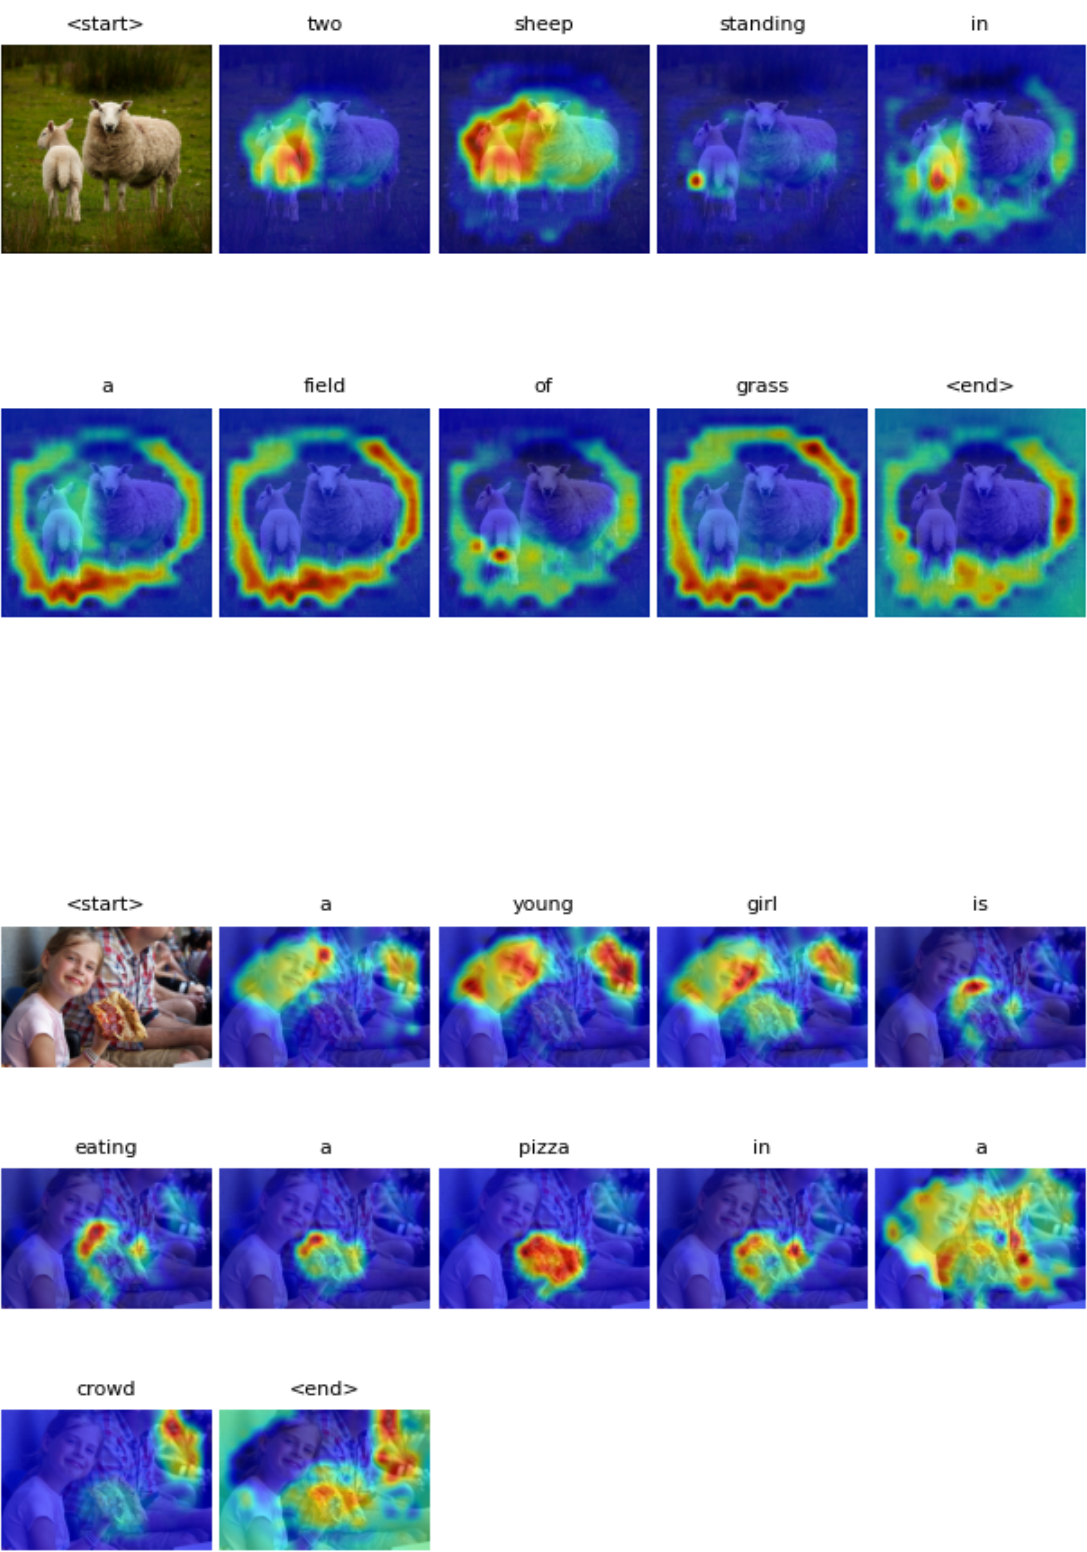 <start> two sheep standing in
a field of grass <end>
<start> a young girl is
eating a pizza in a
crowd <end>